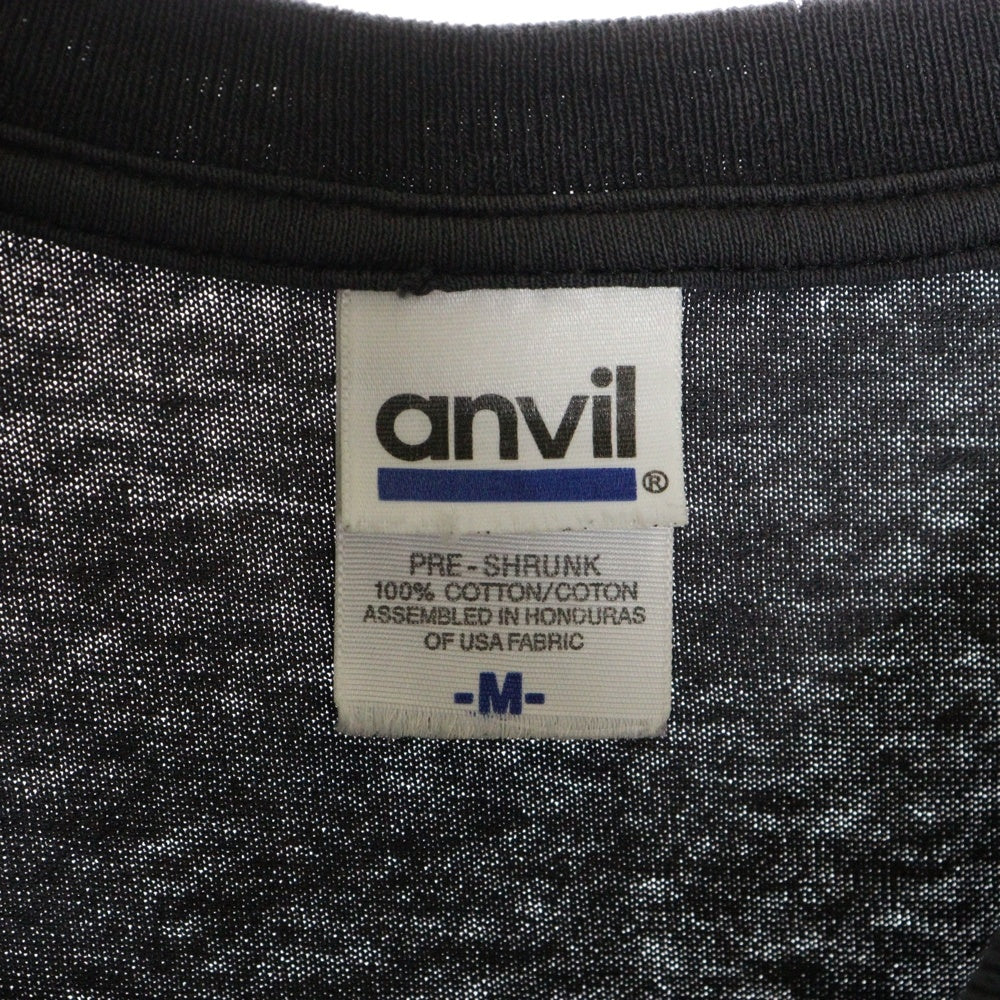 anvil
®
PRE-SHRUNK
100% COTTON/COTON
ASSEMBLED IN HONDURAS
OF USA FABRIC
-M-